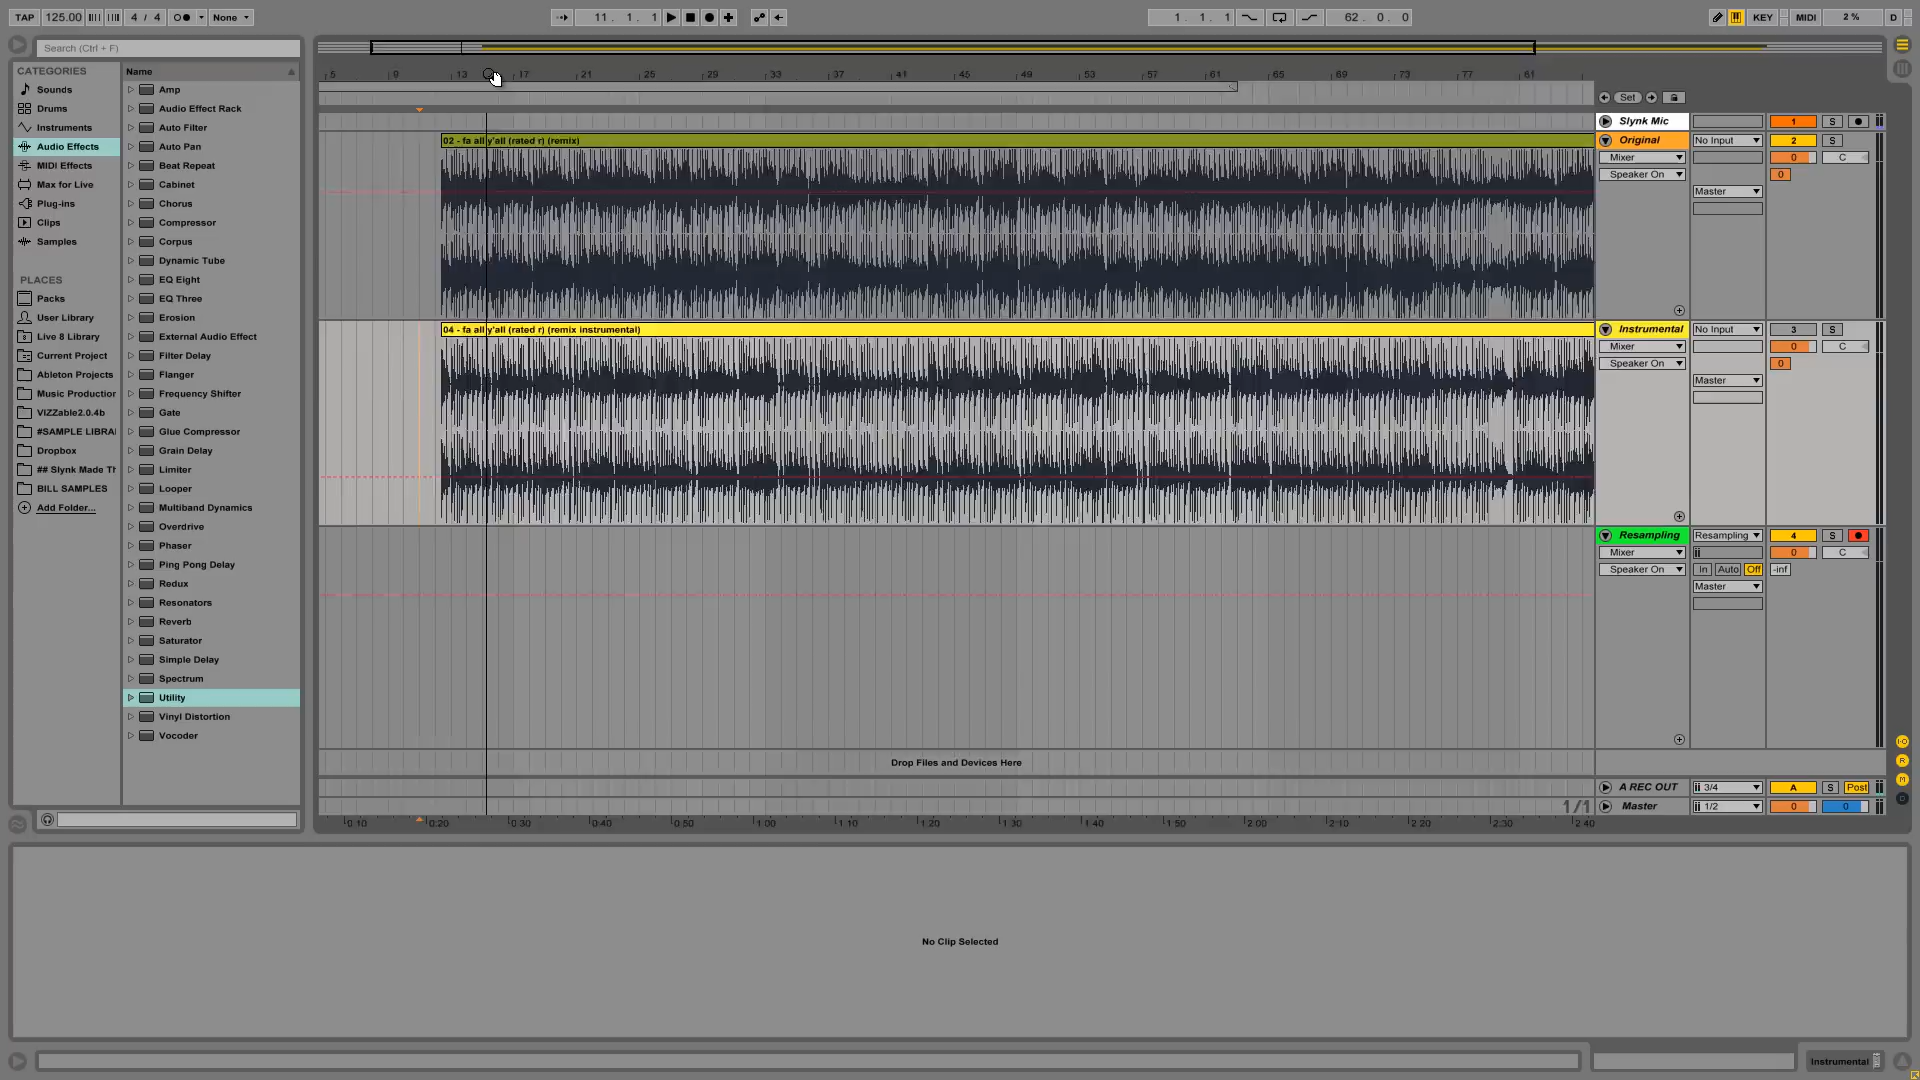 TAP 125.00 4 / 4 None 11. 1. 1 1. 1. 1 62. 0. 0 KEY MIDI 2 % D
Search (Ctrl + F)
CATEGORIES
Sounds
Drums
Instruments
Audio Effects
MIDI Effects
Max for Live
Plug-ins
Clips
Samples
PLACES
Packs
User Library
Live 8 Library
Current Project
Ableton Projects
Music Production
VIZZable2.0.4b
#SAMPLE LIBRA
Dropbox
## Slynk Made Th
BILL SAMPLES
Add Folder...
Name
Amp
Audio Effect Rack
Auto Filter
Auto Pan
Beat Repeat
Cabinet
Chorus
Compressor
Corpus
Dynamic Tube
EQ Eight
EQ Three
Erosion
External Audio Effect
Filter Delay
Flanger
Frequency Shifter
Gate
Glue Compressor
Grain Delay
Limiter
Looper
Multiband Dynamics
Overdrive
Phaser
Ping Pong Delay
Redux
Resonators
Reverb
Saturator
Simple Delay
Spectrum
Utility
Vinyl Distortion
Vocoder
5 9 13 17 21 25 29 33 37 41 45 49 53 57 61 65 69 73 77 81
Set
Slynk Mic 1 S
02 - fa all y'all (rated r) (remix)
Original No Input 2 S
Mixer 0 C
Speaker On 0
Master
04 - fa all y'all (rated r) (remix instrumental)
Instrumental No Input 3 S
Mixer 0 C
Speaker On 0
Master
Resampling Resampling 4 S
Mixer 0 C
Speaker On In Auto Off -inf
Master
Drop Files and Devices Here
A REC OUT 3/4 A S Post
1/1 Master 1/2 0 0
0:10 0:20 0:30 0:40 0:50 1:00 1:10 1:20 1:30 1:40 1:50 2:00 2:10 2:20 2:30 2:40
No Clip Selected
Instrumental